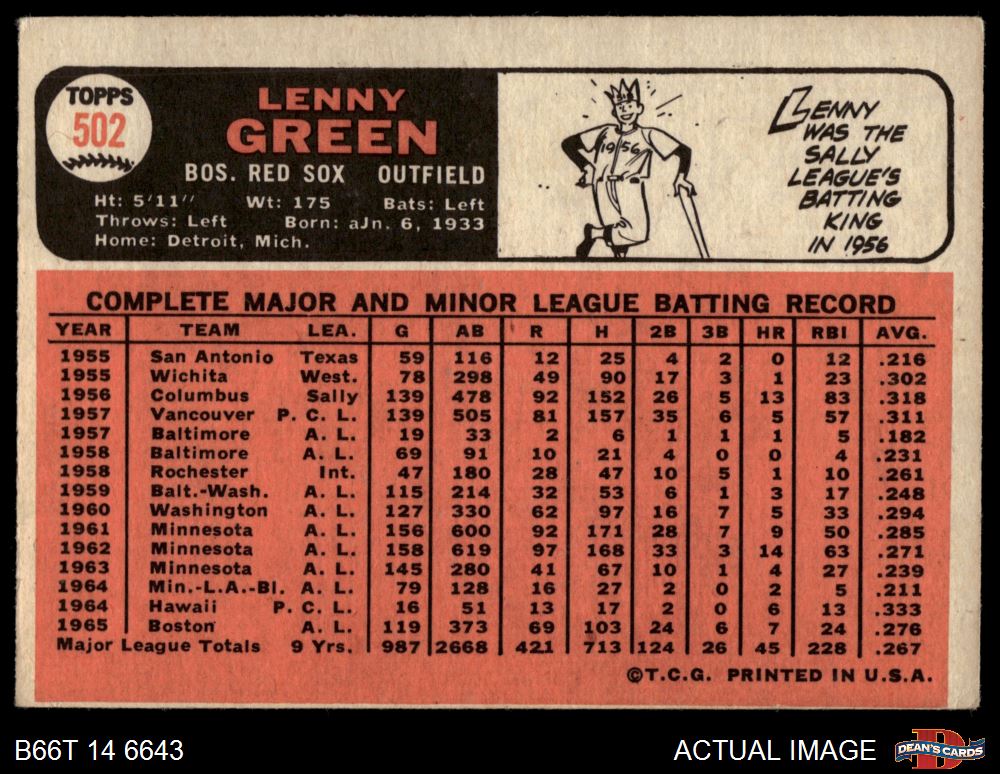 TOPPS
502
LENNY
GREEN
BOS. RED SOX OUTFIELD
Ht: 5'11" Wt: 175 Bats: Left
Throws: Left Born: aJn. 6, 1933
Home: Detroit, Mich.
1956
LENNY
WAS THE
SALLY
LEAGUE'S
BATTING
KING
IN 1956
COMPLETE MAJOR AND MINOR LEAGUE BATTING RECORD
YEAR TEAM LEA. G AB R H 2B 3B HR RBI AVG.
1955 San Antonio Texas 59 116 12 25 4 2 0 12 .216
1955 Wichita West. 78 298 49 90 17 3 1 23 .302
1956 Columbus Sally 139 478 92 152 26 5 13 83 .318
1957 Vancouver P. C. L. 139 505 81 157 35 6 5 57 .311
1957 Baltimore A. L. 19 33 2 6 1 1 1 5 .182
1958 Baltimore A. L. 69 91 10 21 4 0 0 4 .231
1958 Rochester Int. 47 180 28 47 10 5 1 10 .261
1959 Balt.-Wash. A. L. 115 214 32 53 6 1 3 17 .248
1960 Washington A. L. 127 330 62 97 16 7 5 33 .294
1961 Minnesota A. L. 156 600 92 171 28 7 9 50 .285
1962 Minnesota A. L. 158 619 97 168 33 3 14 63 .271
1963 Minnesota A. L. 145 280 41 67 10 1 4 27 .239
1964 Min.-L.A.-Bl. A. L. 79 128 16 27 2 0 2 5 .211
1964 Hawaii P. C. L. 16 51 13 17 2 0 6 13 .333
1965 Boston A. L. 119 373 69 103 24 6 7 24 .276
Major League Totals 9 Yrs. 987 2668 421 713 124 26 45 228 .267
©T.C.G. PRINTED IN U.S.A.
B66T 14 6643 ACTUAL IMAGE DEAN'S CARDS